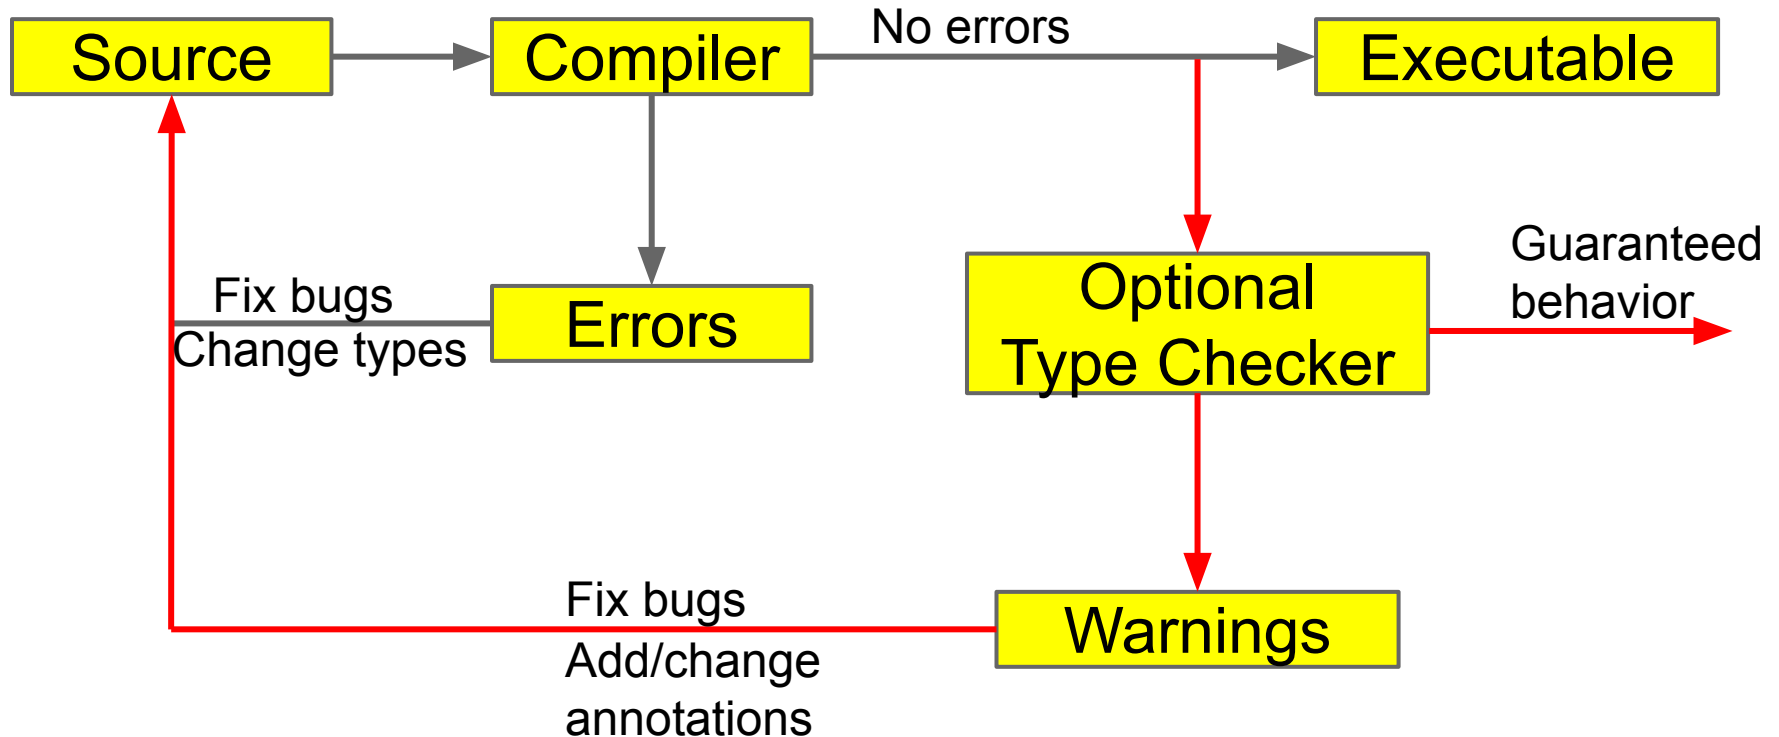 Source
Compiler
No errors
Executable
Fix bugs
Change types
Errors
Optional
Type Checker
Guaranteed
behavior
Fix bugs
Add/change
annotations
Warnings